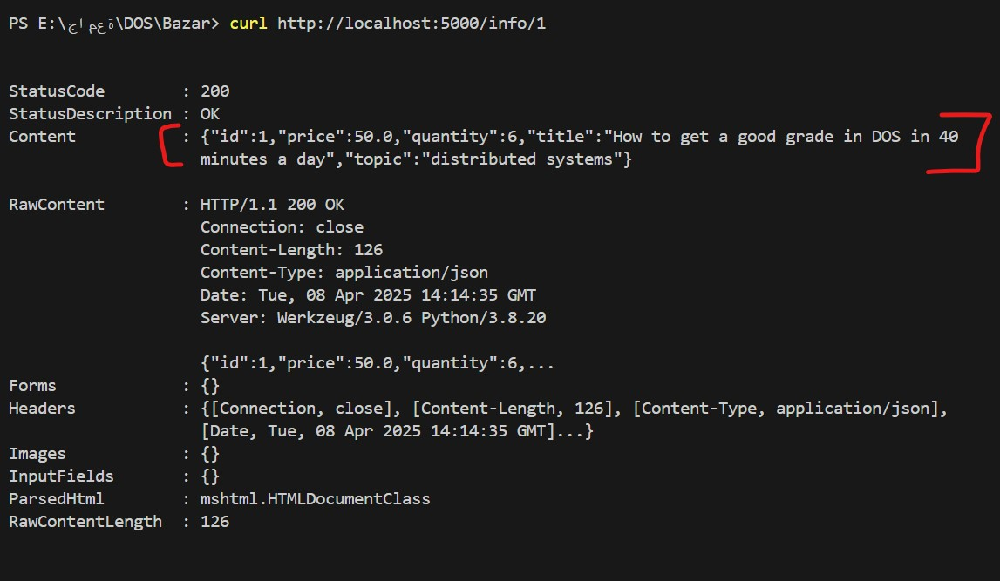 PS E:\جامعة\DOS\Bazar> curl http://localhost:5000/info/1
StatusCode        : 200
StatusDescription : OK
Content           : {"id":1,"price":50.0,"quantity":6,"title":"How to get a good grade in DOS in 40
                    minutes a day","topic":"distributed systems"}
RawContent        : HTTP/1.1 200 OK
                    Connection: close
                    Content-Length: 126
                    Content-Type: application/json
                    Date: Tue, 08 Apr 2025 14:14:35 GMT
                    Server: Werkzeug/3.0.6 Python/3.8.20
                    {"id":1,"price":50.0,"quantity":6,...
Forms             : {}
Headers           : {[Connection, close], [Content-Length, 126], [Content-Type, application/json],
                    [Date, Tue, 08 Apr 2025 14:14:35 GMT]...}
Images            : {}
InputFields       : {}
ParsedHtml        : mshtml.HTMLDocumentClass
RawContentLength  : 126